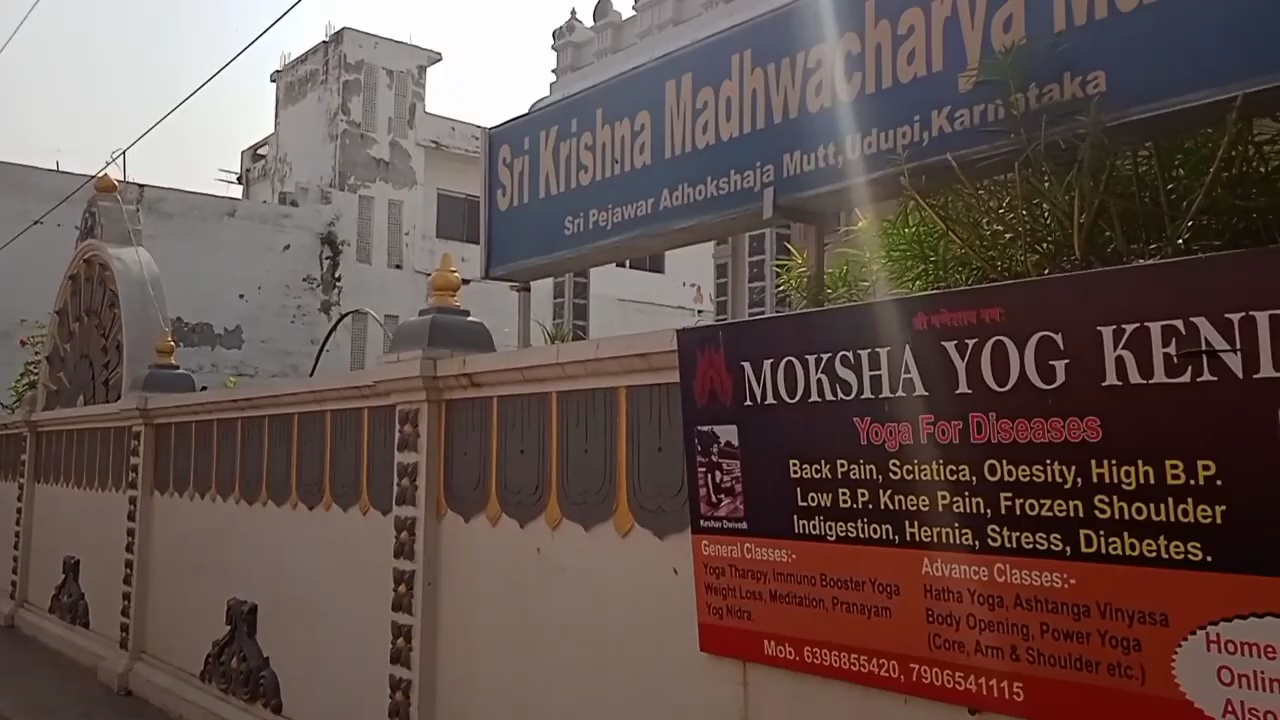 Sri Krishna Madhwacharya
Sri Pejawar Adhokshaja Mutt,Udupi,Karnataka
श्री गणेशाय नमः
MOKSHA YOG KEND
Yoga For Diseases
Back Pain, Sciatica, Obesity, High B.P.
Low B.P. Knee Pain, Frozen Shoulder
Indigestion, Hernia, Stress, Diabetes.
Keshav Dwivedi
General Classes:-
Yoga Tharapy, Immuno Booster Yoga
Weight Loss, Meditation, Pranayam
Yog Nidra.
Advance Classes:-
Hatha Yoga, Ashtanga Vinyasa
Body Opening, Power Yoga
(Core, Arm & Shoulder etc.)
Mob. 6396855420, 7906541115
Home
Onlin
Also